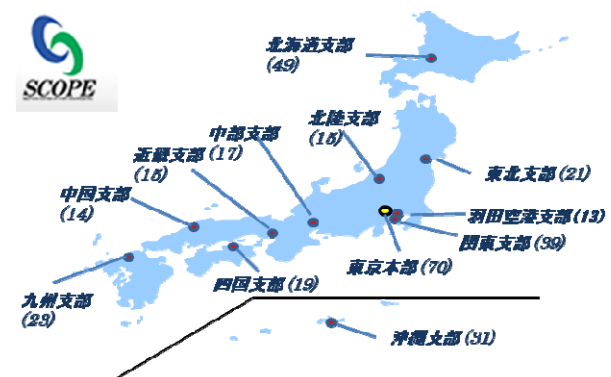 SCOPE
北海道支部
(49)
北陸支部
(15)
中部支部
(17)
近畿支部
(15)
中国支部
(14)
東北支部 (21)
羽田空港支部(13)
関東支部 (39)
東京本部 (70)
四国支部 (19)
九州支部
(23)
沖縄支部 (31)